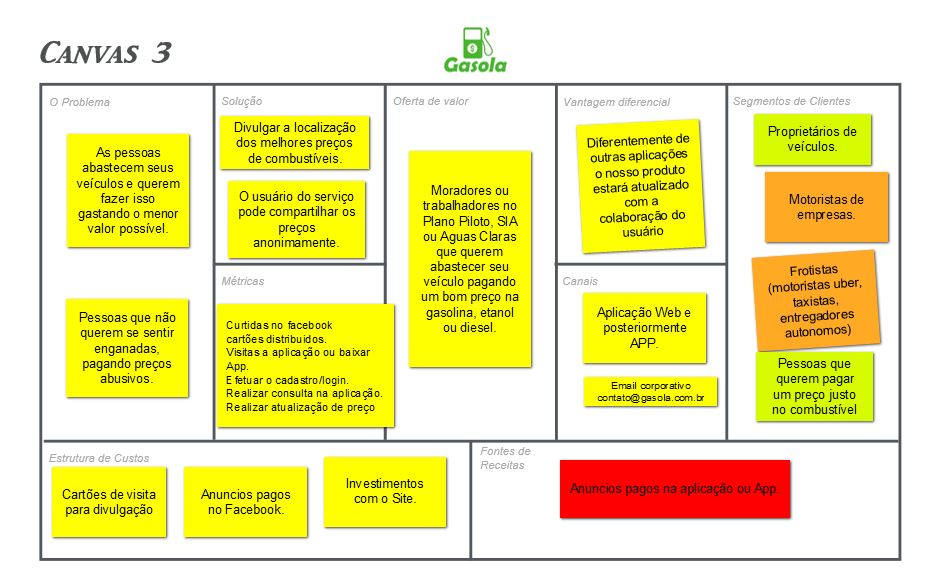 CANVAS 3
Gasola
O Problema
As pessoas
abastecem seus
veículos e querem
fazer isso
gastando o menor
valor possível.
Pessoas que não
querem se sentir
enganadas,
pagando preços
abusivos.
Solução
Divulgar a localização
dos melhores preços
de combustíveis.
O usuário do serviço
pode compartilhar os
preços
anonimamente.
Métricas
Curtidas no facebook
cartões distribuidos.
Visitas a aplicação ou baixar
App.
Efetuar o cadastro/login.
Realizar consulta na aplicação.
Realizar atualização de preço
Oferta de valor
Moradores ou
trabalhadores no
Plano Piloto, SIA
ou Aguas Claras
que querem
abastecer seu
veículo pagando
um bom preço na
gasolina, etanol
ou diesel.
Vantagem diferencial
Diferentemente de
outras aplicações
o nosso produto
estará atualizado
com a
colaboração do
usuário
Canais
Aplicação Web e
posteriormente
APP.
Email corporativo
contato@gasola.com.br
Segmentos de Clientes
Proprietários de
veículos.
Motoristas de
empresas.
Frotistas
(motoristas uber,
taxistas,
entregadores
autonomos)
Pessoas que
querem pagar
um preço justo
no combustível
Estrutura de Custos
Cartões de visita
para divulgação
Anuncios pagos
no Facebook.
Investimentos
com o Site.
Fontes de
Receitas
Anuncios pagos na aplicação ou App.